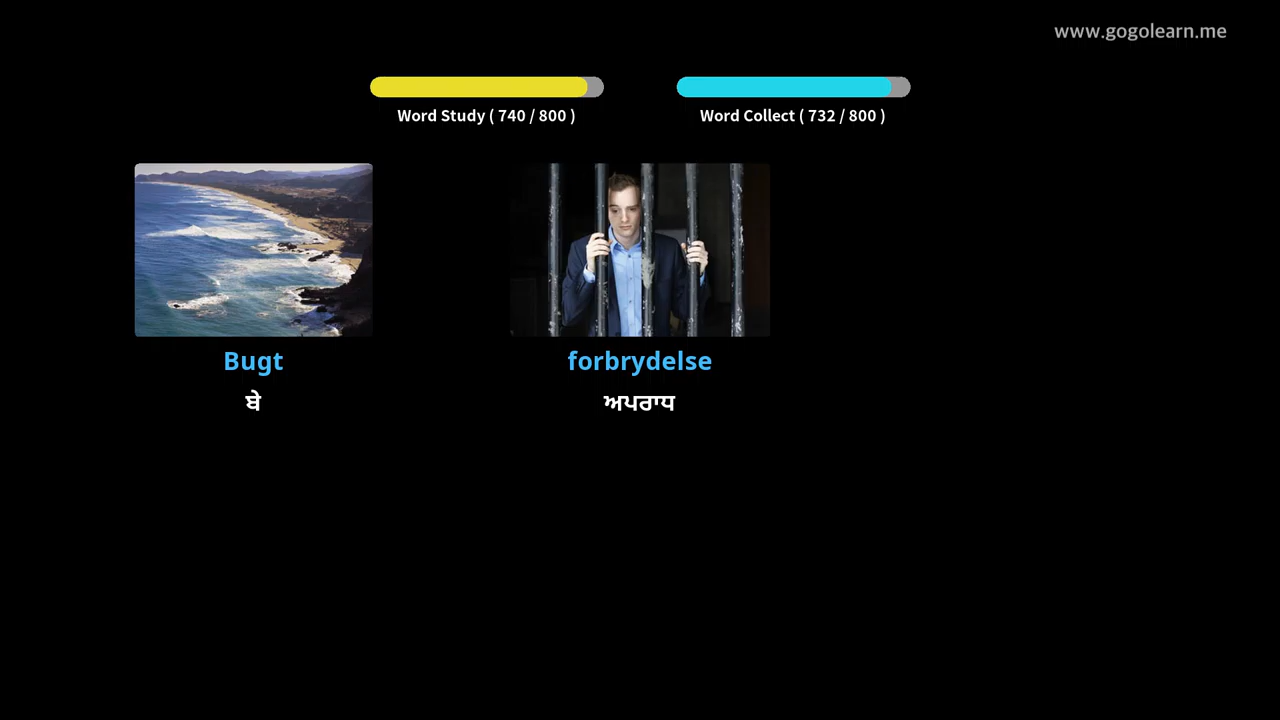 www.gogolearn.me
Word Study ( 740 / 800 )
Word Collect ( 732 / 800 )
Bugt
ਬੇ
forbrydelse
ਅਪਰਾਧ